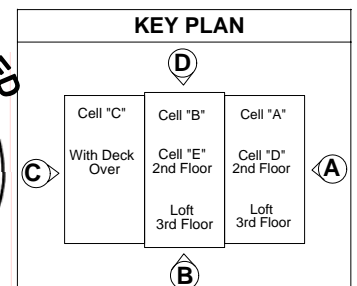 KEY PLAN
ED
D
Cell "C"
With Deck
Over
Cell "B"
Cell "E"
2nd Floor
Loft
3rd Floor
Cell "A"
Cell "D"
2nd Floor
Loft
3rd Floor
C
A
B